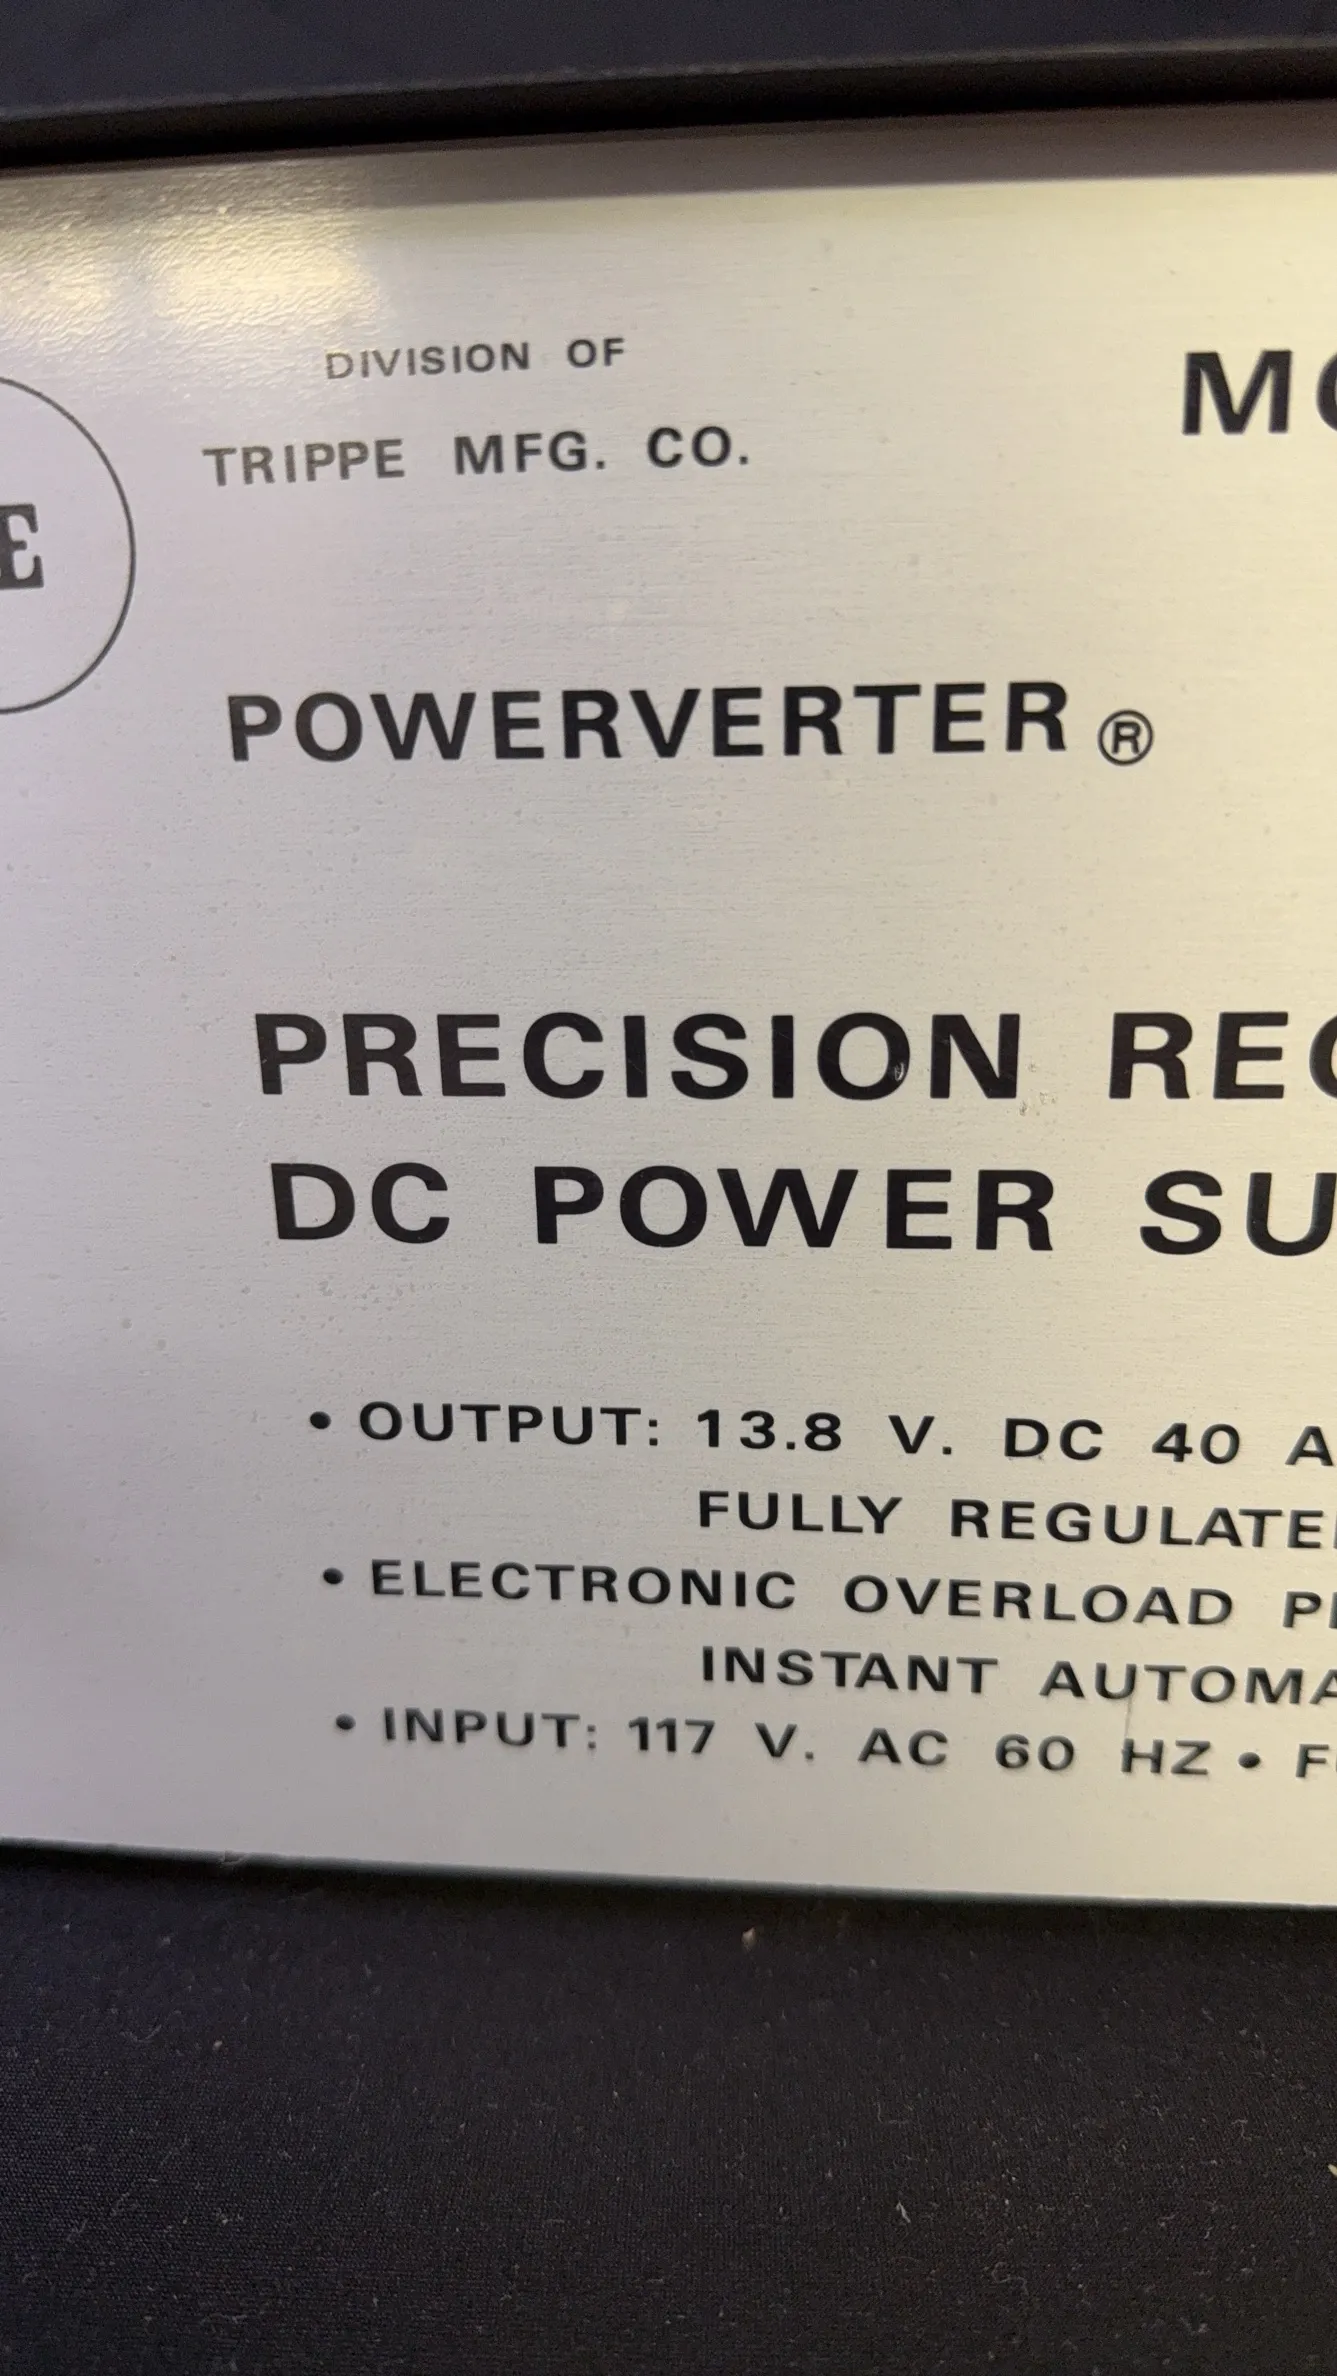 DIVISION OF
TRIPPE MFG. CO.
E
POWERVERTER ®
PRECISION
DC POWER
• OUTPUT: 13.8 V. DC 40 A
FULLY
• ELECTRONIC OVERLOAD
INSTANT
• INPUT: 117 V. AC 60 HZ •